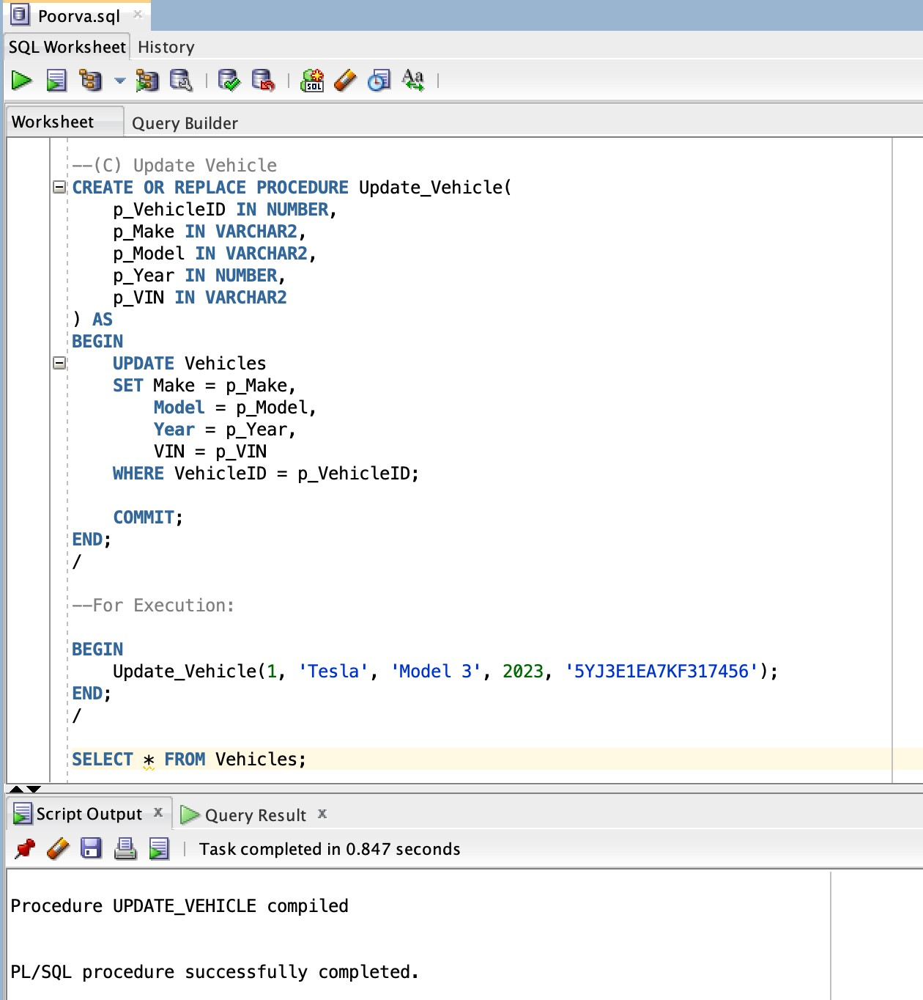 Poorva.sql
SQL Worksheet History
SQL
Aa
Worksheet Query Builder
--(C) Update Vehicle
CREATE OR REPLACE PROCEDURE Update_Vehicle(
    p_VehicleID IN NUMBER,
    p_Make IN VARCHAR2,
    p_Model IN VARCHAR2,
    p_Year IN NUMBER,
    p_VIN IN VARCHAR2
) AS
BEGIN
    UPDATE Vehicles
    SET Make = p_Make,
        Model = p_Model,
        Year = p_Year,
        VIN = p_VIN
    WHERE VehicleID = p_VehicleID;
    COMMIT;
END;
/
--For Execution:
BEGIN
    Update_Vehicle(1, 'Tesla', 'Model 3', 2023, '5YJ3E1EA7KF317456');
END;
/
SELECT * FROM Vehicles;
Script Output x Query Result x
Task completed in 0.847 seconds
Procedure UPDATE_VEHICLE compiled
PL/SQL procedure successfully completed.